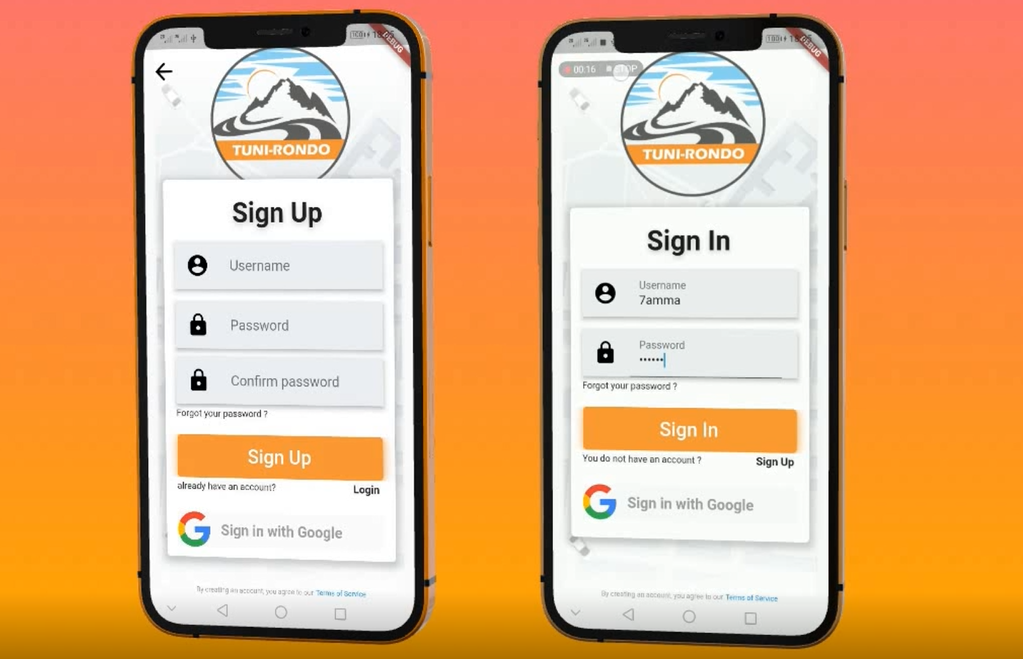 DEBUG
TUNI-RONDO
Sign Up
Username
Password
Confirm password
Forgot your password ?
Sign Up
already have an account?
Login
Sign in with Google
By creating an account, you agree to our Terms of Service
DEBUG
00:16
STOP
TUNI-RONDO
Sign In
Username
7amma
Password
••••••
Forgot your password ?
Sign In
You do not have an account ?
Sign Up
Sign in with Google
By creating an account, you agree to our Terms of Service